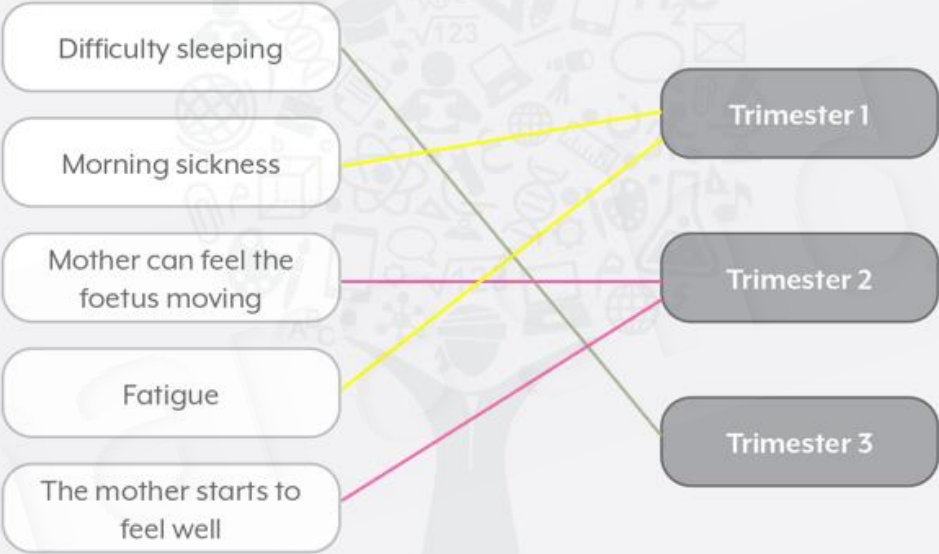 Difficulty sleeping
Morning sickness
Mother can feel the
foetus moving
Fatigue
The mother starts to
feel well
Trimester 1
Trimester 2
Trimester 3